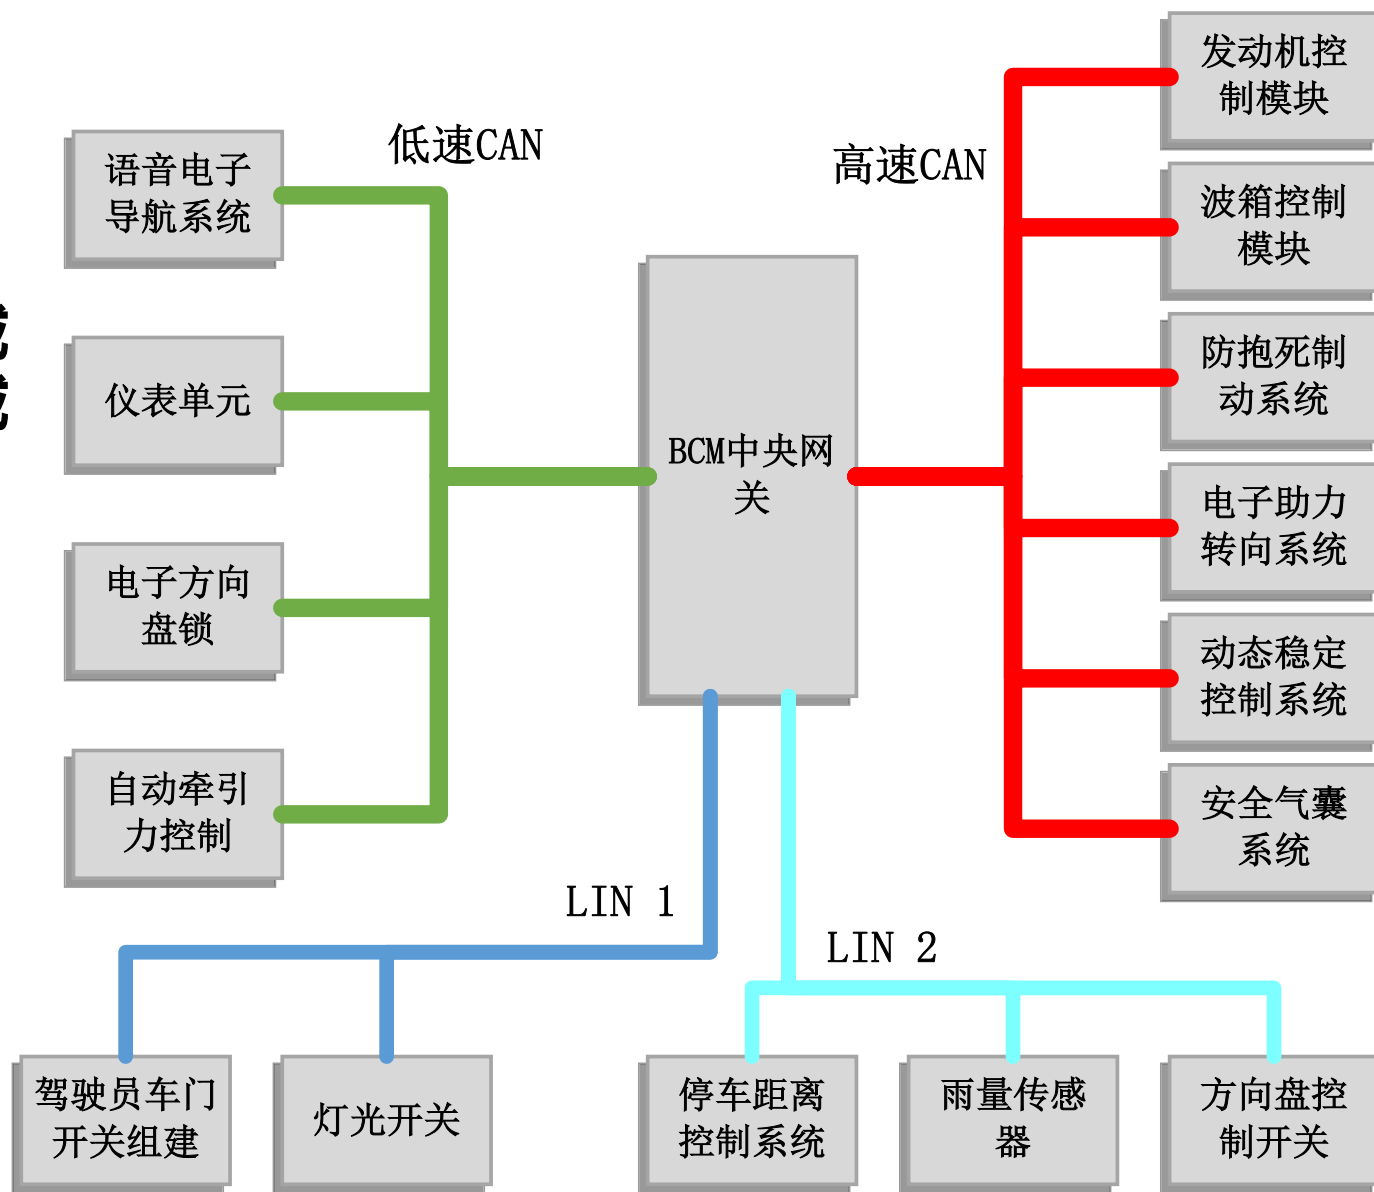 低速CAN
高速CAN
语音电子
导航系统
仪表单元
电子方向
盘锁
自动牵引
力控制
BCM中央网
关
发动机控
制模块
波箱控制
模块
防抱死制
动系统
电子助力
转向系统
动态稳定
控制系统
安全气囊
系统
LIN 1
LIN 2
驾驶员车门
开关组建
灯光开关
停车距离
控制系统
雨量传感
器
方向盘控
制开关